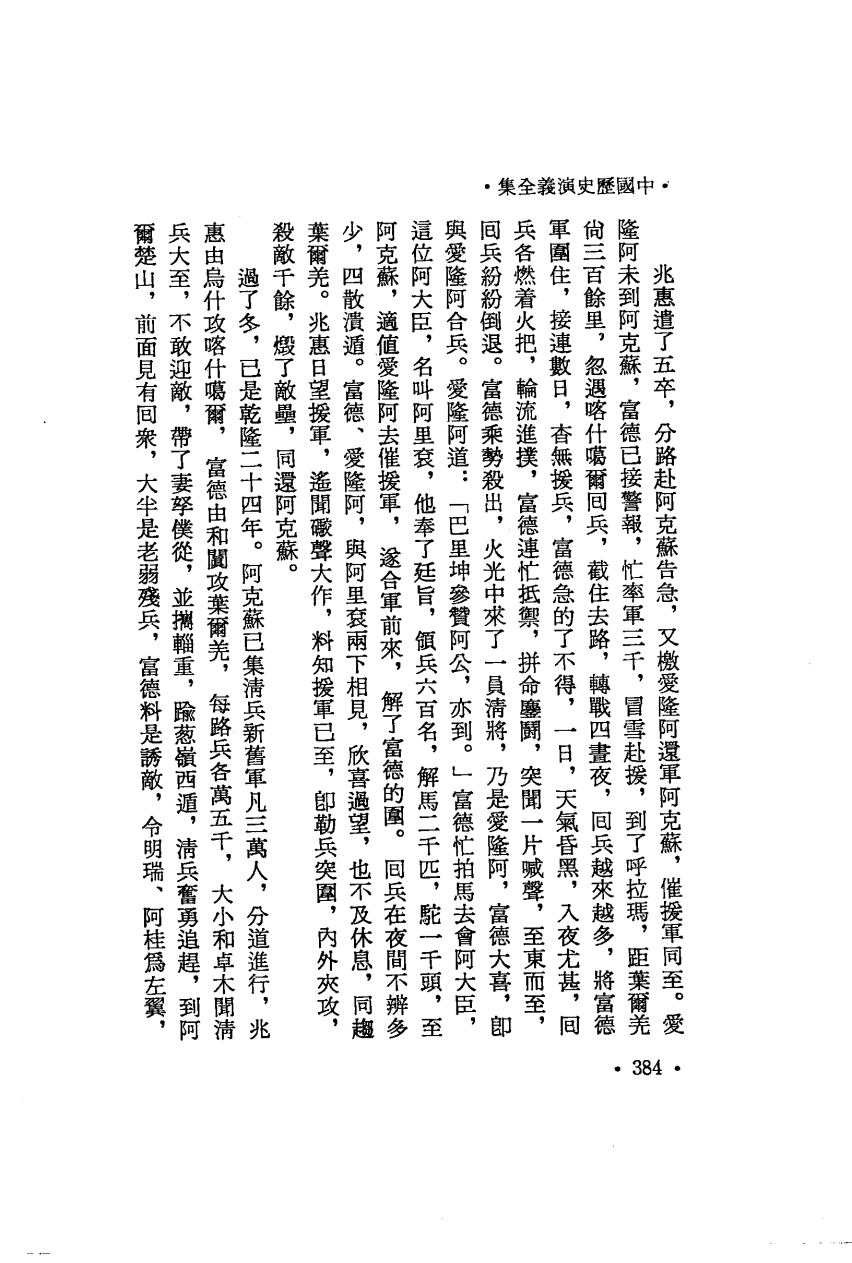 •中國歷史演義全集•
兆惠遣了五卒，分路赴阿克蘇告急，又檄愛隆阿還軍阿克蘇，催援軍同至。愛
隆阿未到阿克蘇，富德已接警報，忙率軍三千，冒雪赴援，到了呼拉瑪，距葉爾羌
尙三百餘里，忽遇喀什噶爾囘兵，截住去路，轉戰四晝夜，囘兵越來越多，將富德
軍圍住，接連數日，杳無援兵，富德急的了不得，一日，天氣昏黑，入夜尤甚，囘
兵各燃着火把，輪流進撲，富德連忙抵禦，拼命鏖鬭，突聞一片喊聲，至東而至，
囘兵紛紛倒退。富德乘勢殺出，火光中來了一員淸將，乃是愛隆阿，富德大喜，卽
與愛隆阿合兵。愛隆阿道：「巴里坤參贊阿公，亦到。」富德忙拍馬去會阿大臣，
這位阿大臣，名叫阿里袞，他奉了廷旨，領兵六百名，解馬二千匹，駝一千頭，至
阿克蘇，適值愛隆阿去催援軍，遂合軍前來，解了富德的圍。囘兵在夜間不辨多
少，四散潰遁。富德、愛隆阿，與阿里袞兩下相見，欣喜過望，也不及休息，同趨
葉爾羌。兆惠日望援軍，遙聞礮聲大作，料知援軍已至，卽勒兵突圍，內外夾攻，
殺敵千餘，燬了敵壘，同還阿克蘇。
過了冬，已是乾隆二十四年。阿克蘇已集淸兵新舊軍凡三萬人，分道進行，兆
惠由烏什攻喀什噶爾，富德由和闐攻葉爾羌，每路兵各萬五千，大小和卓木聞淸
兵大至，不敢迎敵，帶了妻孥僕從，並攜輜重，踰葱嶺西遁，淸兵奮勇追趕，到阿
爾楚山，前面見有囘衆，大半是老弱殘兵，富德料是誘敵，令明瑞、阿桂爲左翼，
•384•